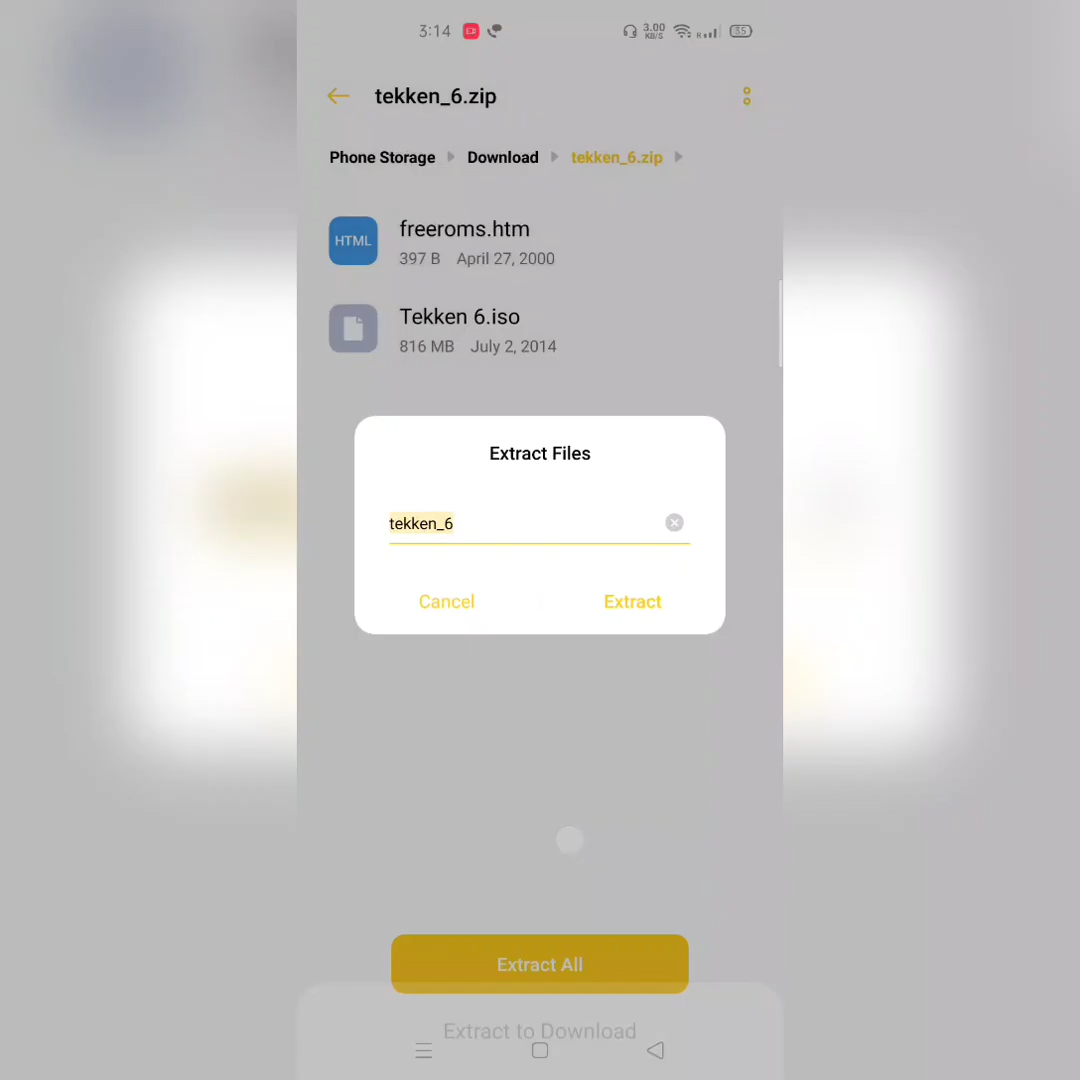 3:14 3.00 KB/S R 35
tekken_6.zip
Phone Storage Download tekken_6.zip
HTML
freeroms.htm
397 B April 27, 2000
Tekken 6.iso
816 MB July 2, 2014
Extract Files
tekken_6
Cancel Extract
Extract All
Extract to Download